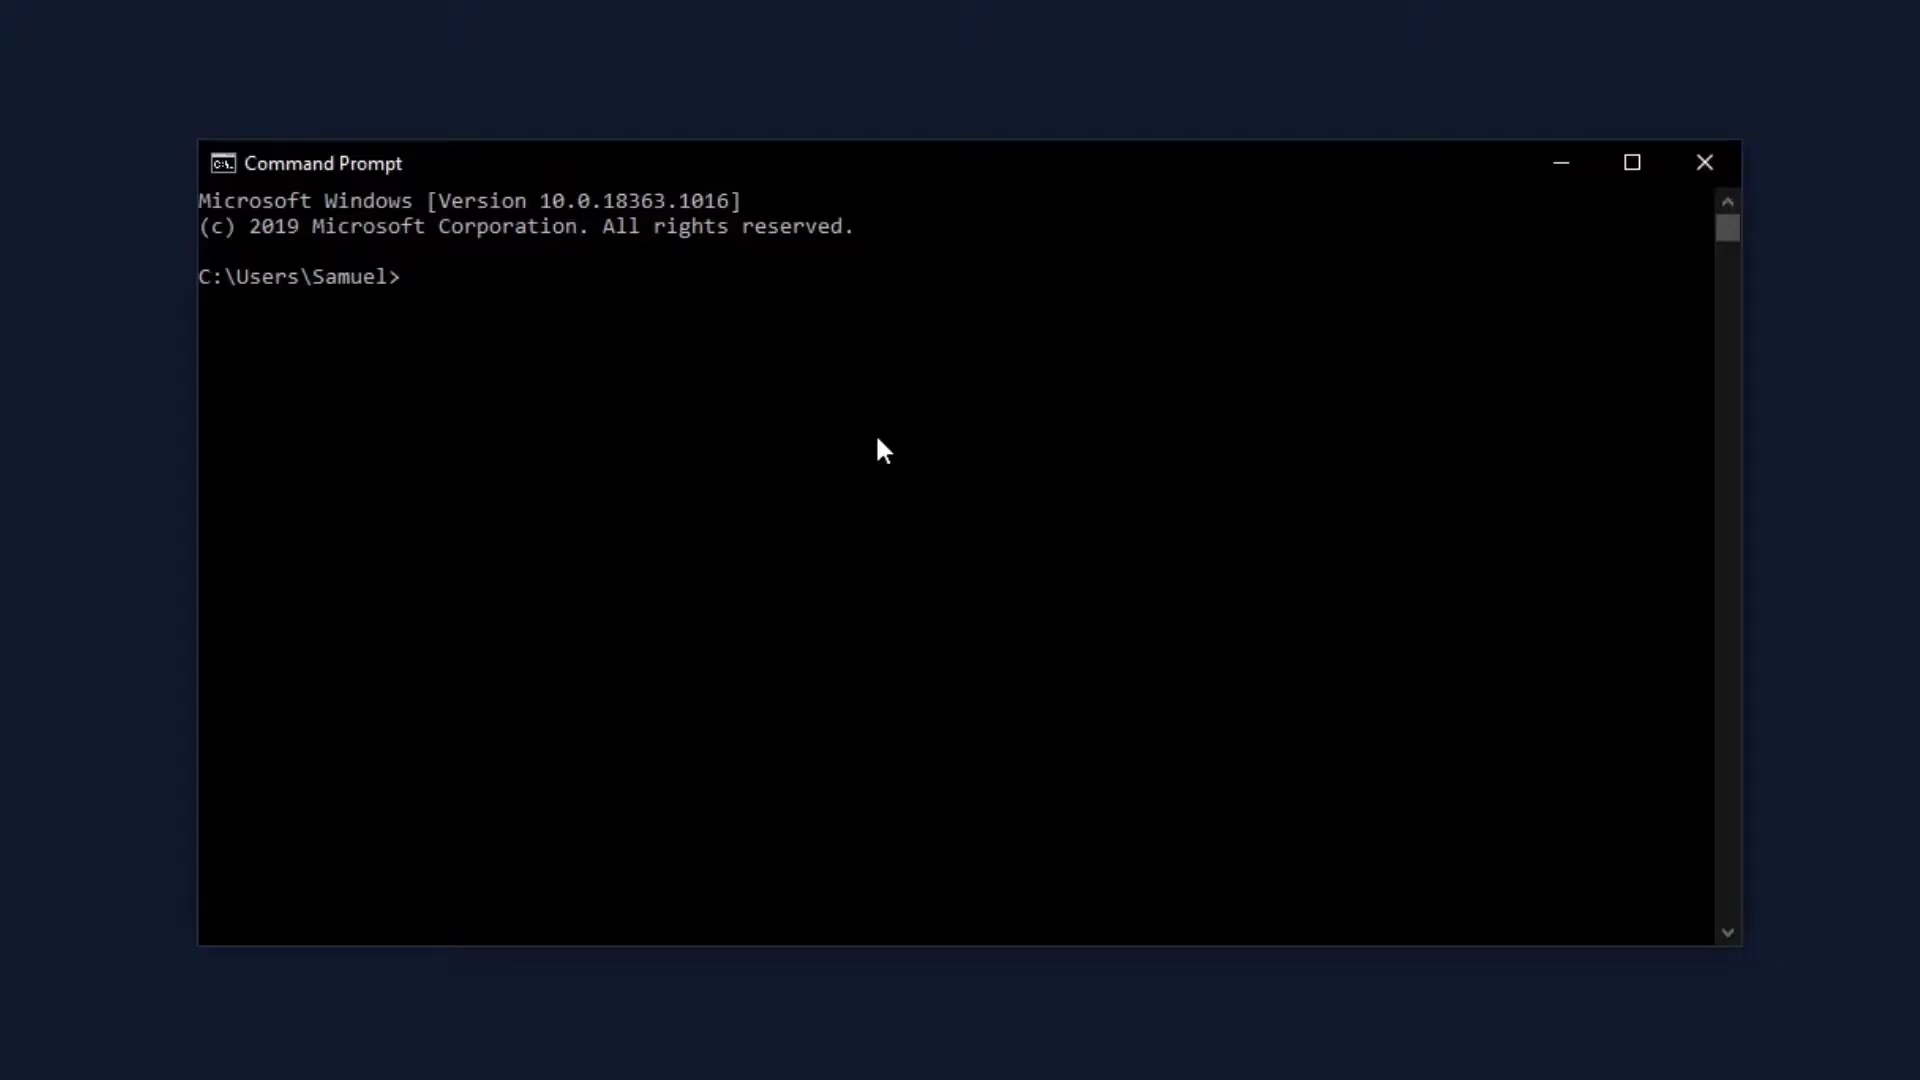 Command Prompt
Microsoft Windows [Version 10.0.18363.1016]
(c) 2019 Microsoft Corporation. All rights reserved.
C:\Users\Samuel>